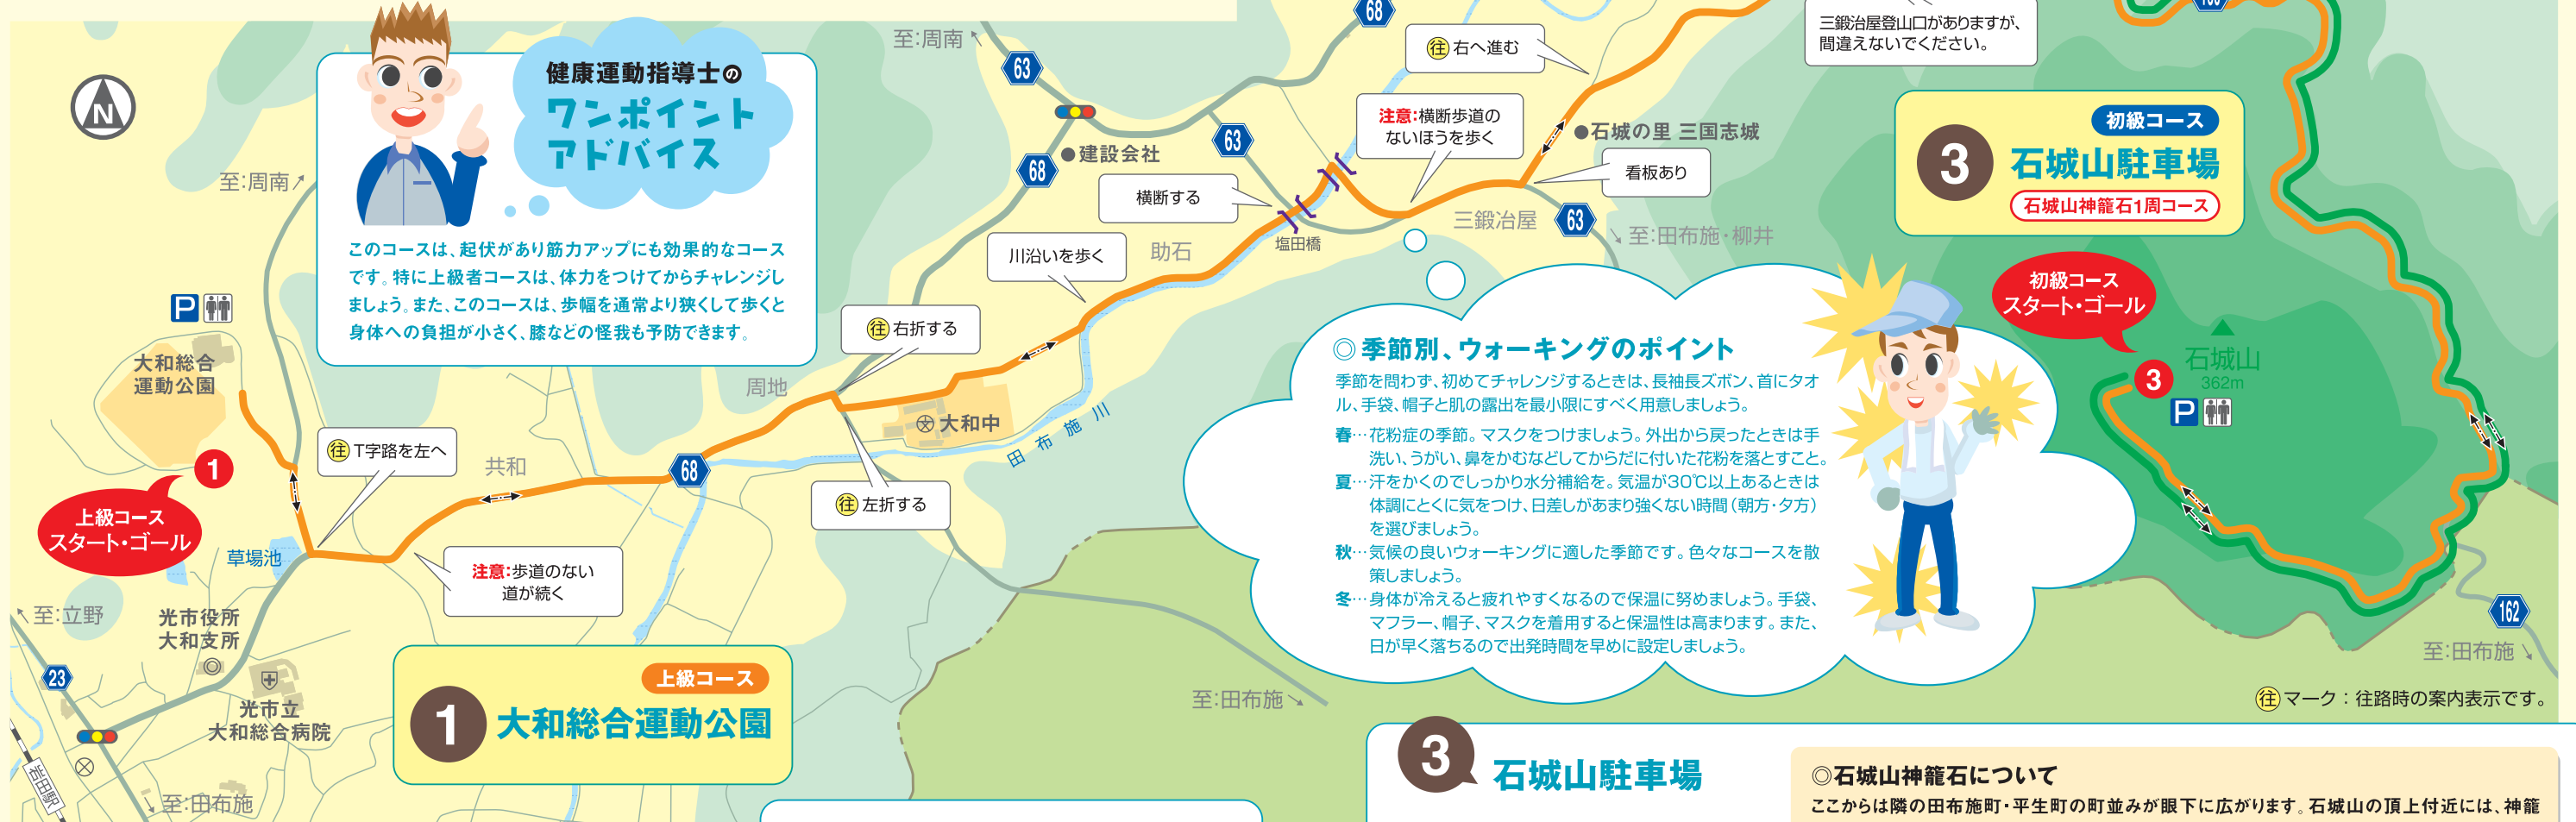 N
健康運動指導士の
ワンポイント
アドバイス
このコースは、起伏があり筋力アップにも効果的なコース
です。特に上級者コースは、体力をつけてからチャレンジし
ましょう。また、このコースは、歩幅を通常より狭くして歩くと
身体への負担が小さく、膝などの怪我も予防できます。
至:周南
至:周南
63
68
建設会社
68
63
往 右へ進む
注意:横断歩道の
ないほうを歩く
横断する
石城の里 三国志城
看板あり
三鍛冶屋
63
至:田布施・柳井
塩田橋
助石
川沿いを歩く
三鍛冶屋登山口がありますが、
間違えないでください。
初級コース
3
石城山駐車場
石城山神籠石1周コース
初級コース
スタート・ゴール
3
石城山
362m
P
P
大和総合
運動公園
1
上級コース
スタート・ゴール
往 T字路を左へ
共和
68
周地
往 右折する
大和中
田布施川
往 左折する
草場池
注意:歩道のない
道が続く
至:立野
光市役所
大和支所
23
光市立
大和総合病院
岩田駅
至:田布施
上級コース
1
大和総合運動公園
至:田布施
◎季節別、ウォーキングのポイント
季節を問わず、初めてチャレンジするときは、長袖長ズボン、首にタオ
ル、手袋、帽子と肌の露出を最小限にすべく用意しましょう。
春…花粉症の季節。マスクをつけましょう。外出から戻ったときは手
洗い、うがい、鼻をかむなどしてからだに付いた花粉を落とすこと。
夏…汗をかくのでしっかり水分補給を。気温が30℃以上あるときは
体調にとくに気をつけ、日差しがあまり強くない時間(朝方・夕方)
を選びましょう。
秋…気候の良いウォーキングに適した季節です。色々なコースを散
策しましょう。
冬…身体が冷えると疲れやすくなるので保温に努めましょう。手袋、
マフラー、帽子、マスクを着用すると保温性は高まります。また、
日が早く落ちるので出発時間を早めに設定しましょう。
162
至:田布施
往 マーク：往路時の案内表示です。
3
石城山駐車場
◎石城山神籠石について
ここからは隣の田布施町・平生町の町並みが眼下に広がります。石城山の頂上付近には、神籠